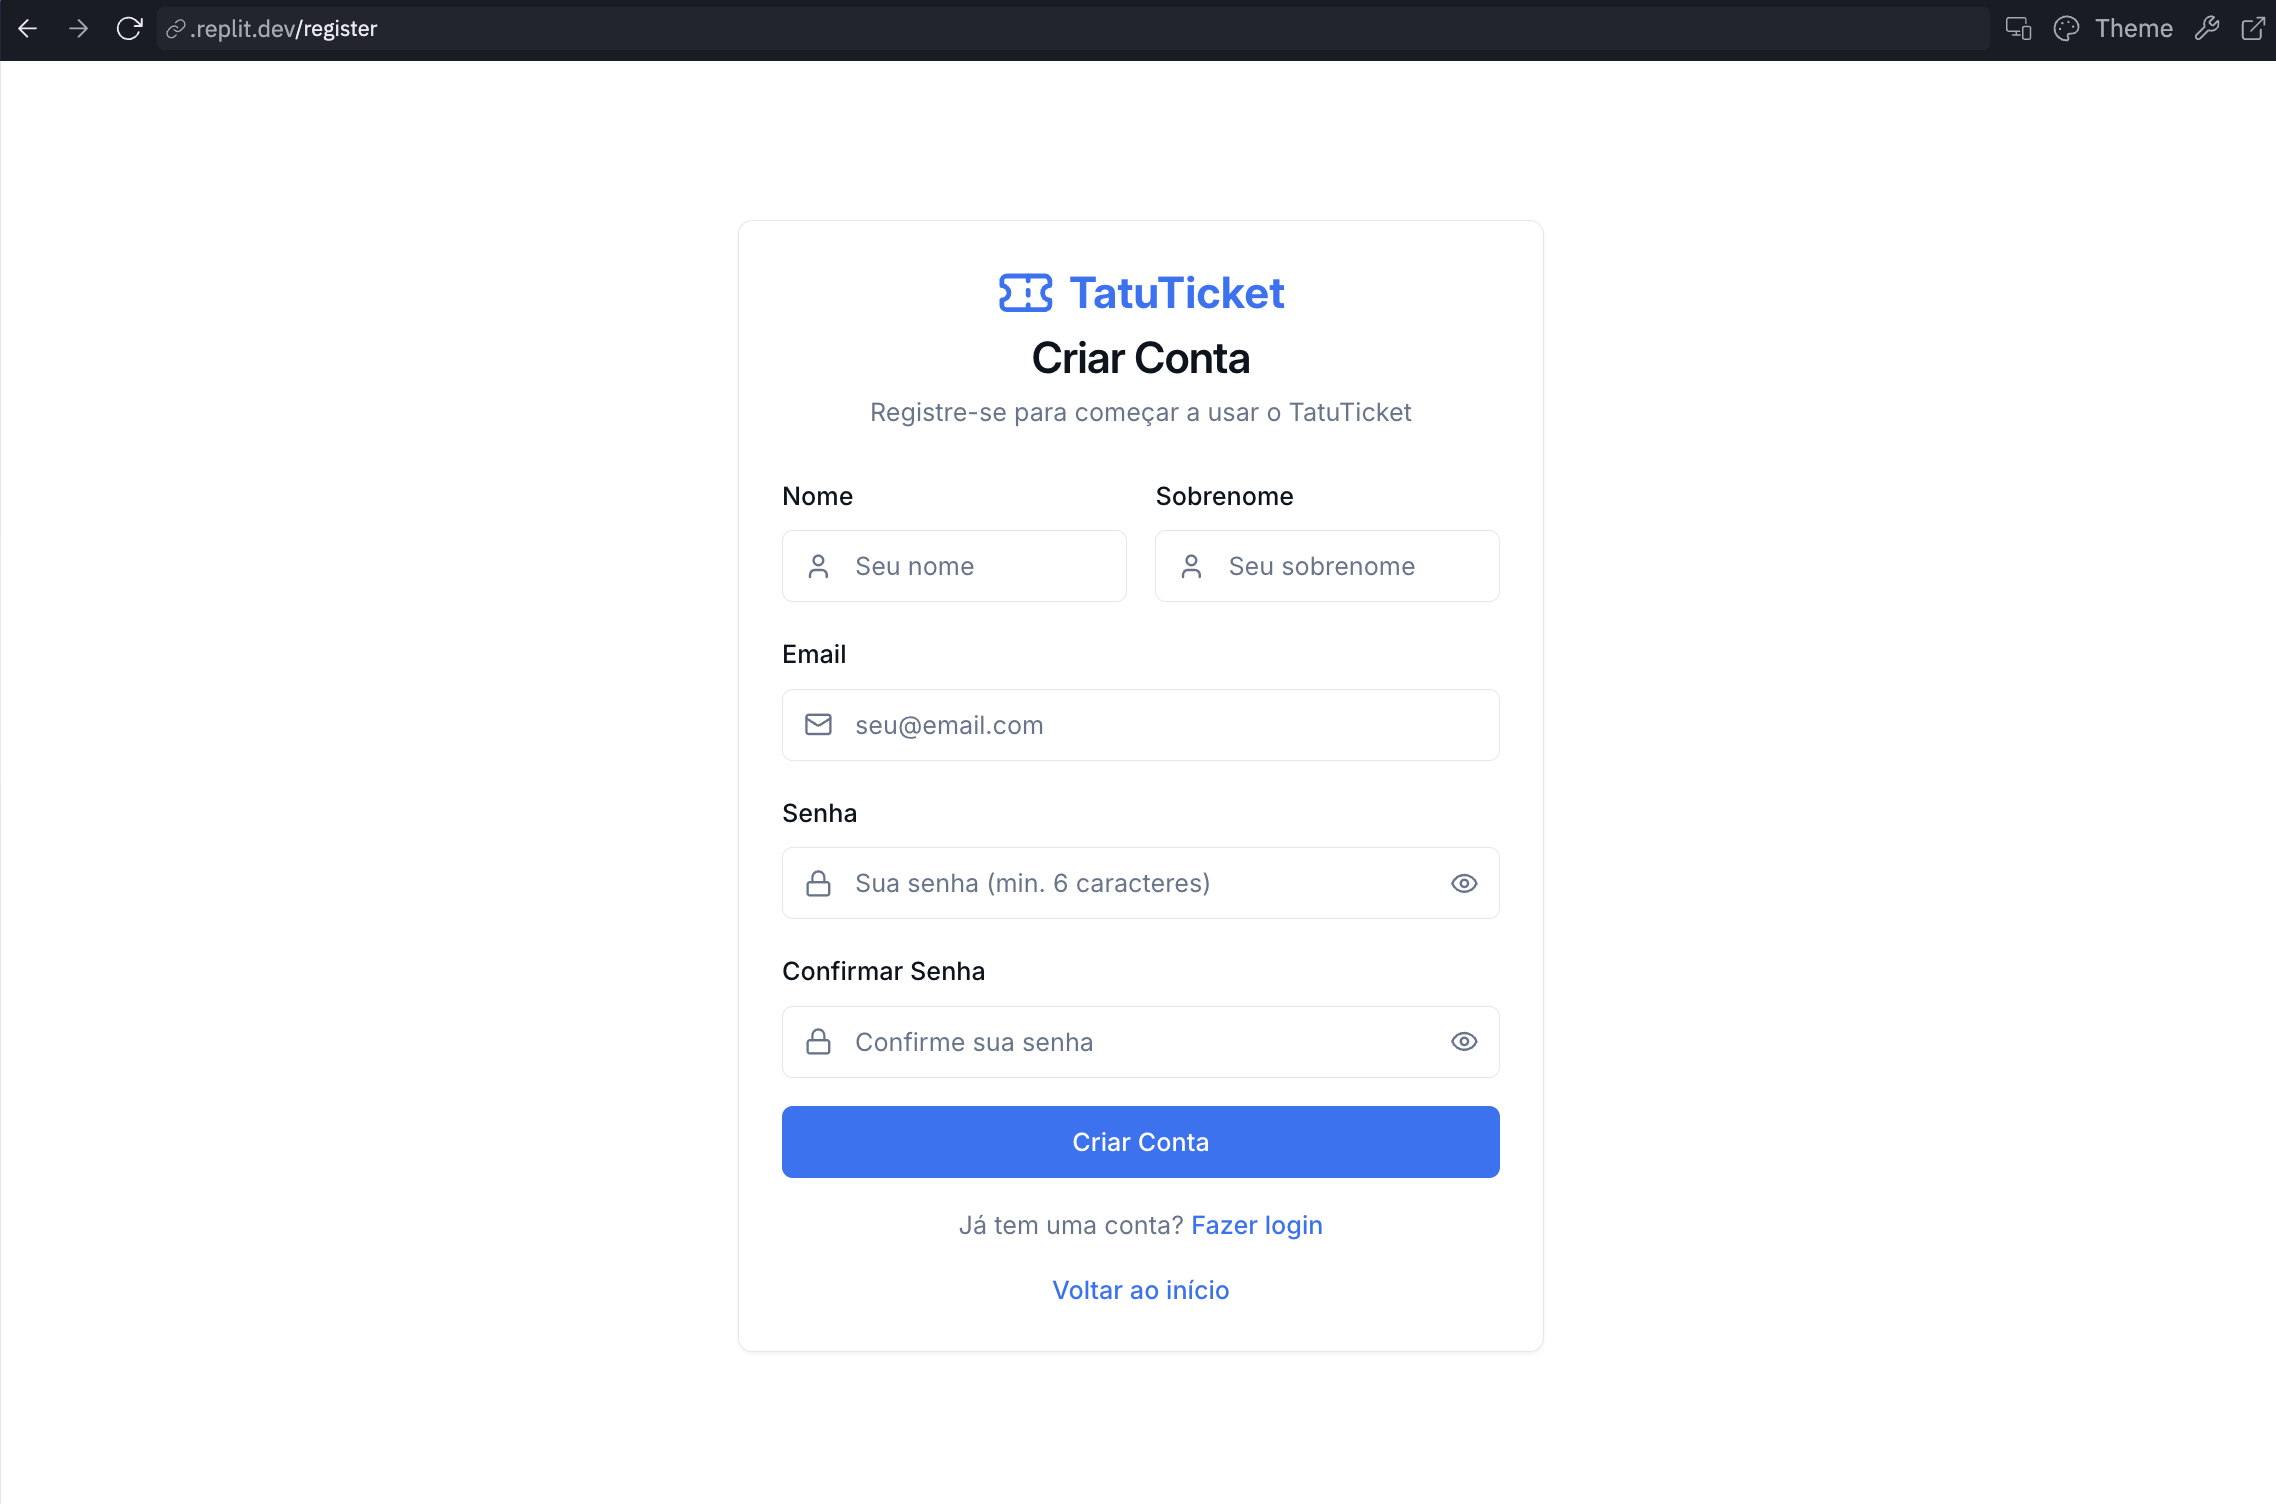 .replit.dev/register
Theme
TatuTicket
Criar Conta
Registre-se para começar a usar o TatuTicket
Nome
Sobrenome
Seu nome
Seu sobrenome
Email
seu@email.com
Senha
Sua senha (min. 6 caracteres)
Confirmar Senha
Confirme sua senha
Criar Conta
Já tem uma conta? Fazer login
Voltar ao início